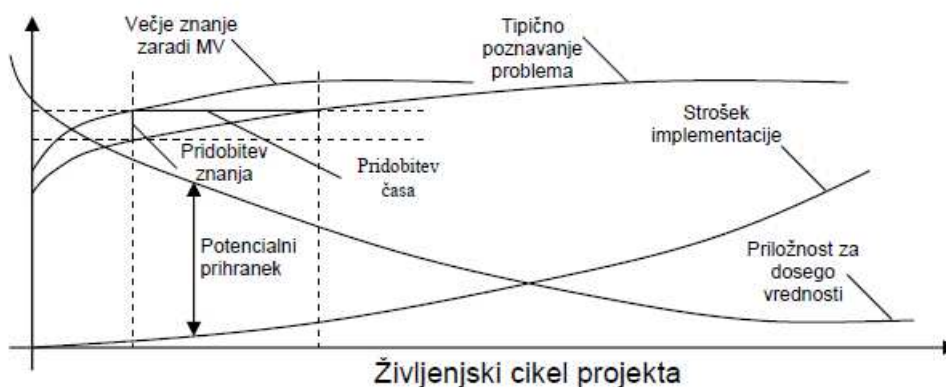 Večje znanje
zaradi MV
Tipično
poznavanje
problema
Strošek
implementacije
Pridobitev
znanja
Pridobitev
časa
Potencialni
prihranek
Priložnost za
dosego
vrednosti
Življenjski cikel projekta